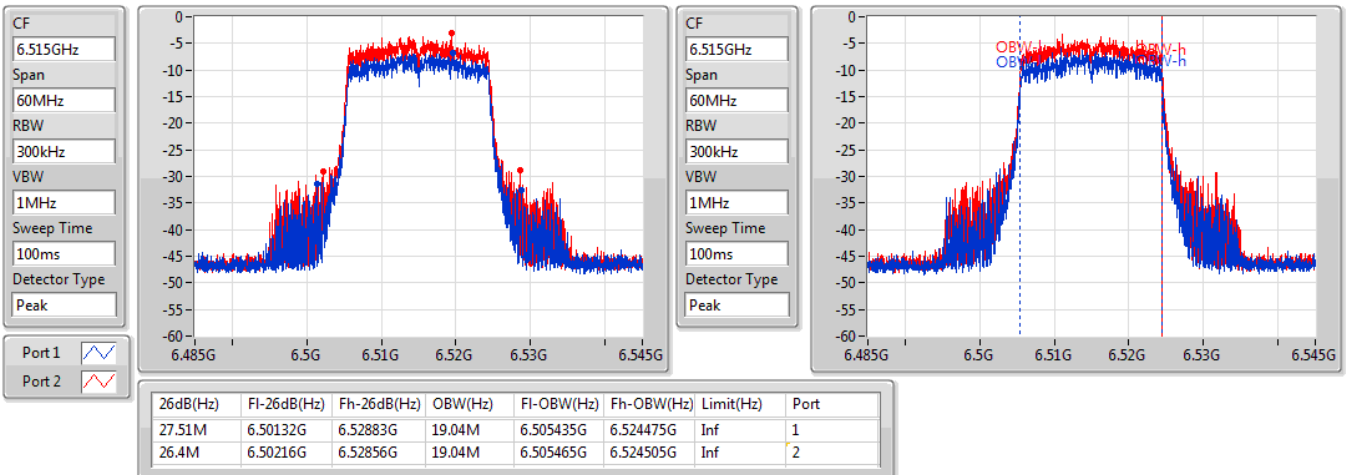 CF
6.515GHz
Span
60MHz
RBW
300kHz
VBW
1MHz
Sweep Time
100ms
Detector Type
Peak
Port 1
Port 2
0
-5
-10
-15
-20
-25
-30
-35
-40
-45
-50
-55
-60
6.485G 6.5G 6.51G 6.52G 6.53G 6.545G
CF
6.515GHz
Span
60MHz
RBW
300kHz
VBW
1MHz
Sweep Time
100ms
Detector Type
Peak
0
-5
-10
-15
-20
-25
-30
-35
-40
-45
-50
-55
-60
OBW-h
6.485G 6.5G 6.51G 6.52G 6.53G 6.545G
26dB(Hz) Fl-26dB(Hz) Fh-26dB(Hz) OBW(Hz) Fl-OBW(Hz) Fh-OBW(Hz) Limit(Hz) Port
27.51M 6.50132G 6.52883G 19.04M 6.505435G 6.524475G Inf 1
26.4M 6.50216G 6.52856G 19.04M 6.505465G 6.524505G Inf 2